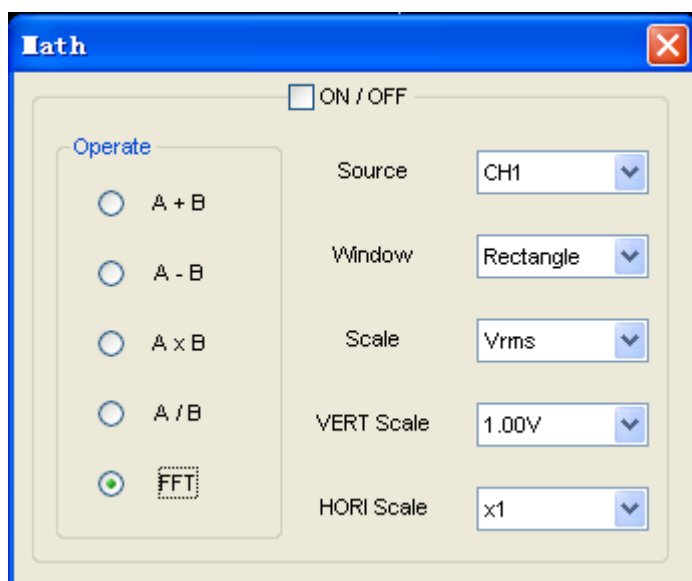 Math
ON / OFF
Operate
A + B
A - B
A x B
A / B
FFT
Source CH1
Window Rectangle
Scale Vrms
VERT Scale 1.00V
HORI Scale x1